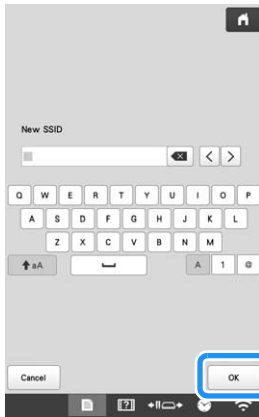 New SSID
Q W E R T Y U I O P
A S D F G H J K L
Z X C V B N M
aA A 1 @
Cancel OK